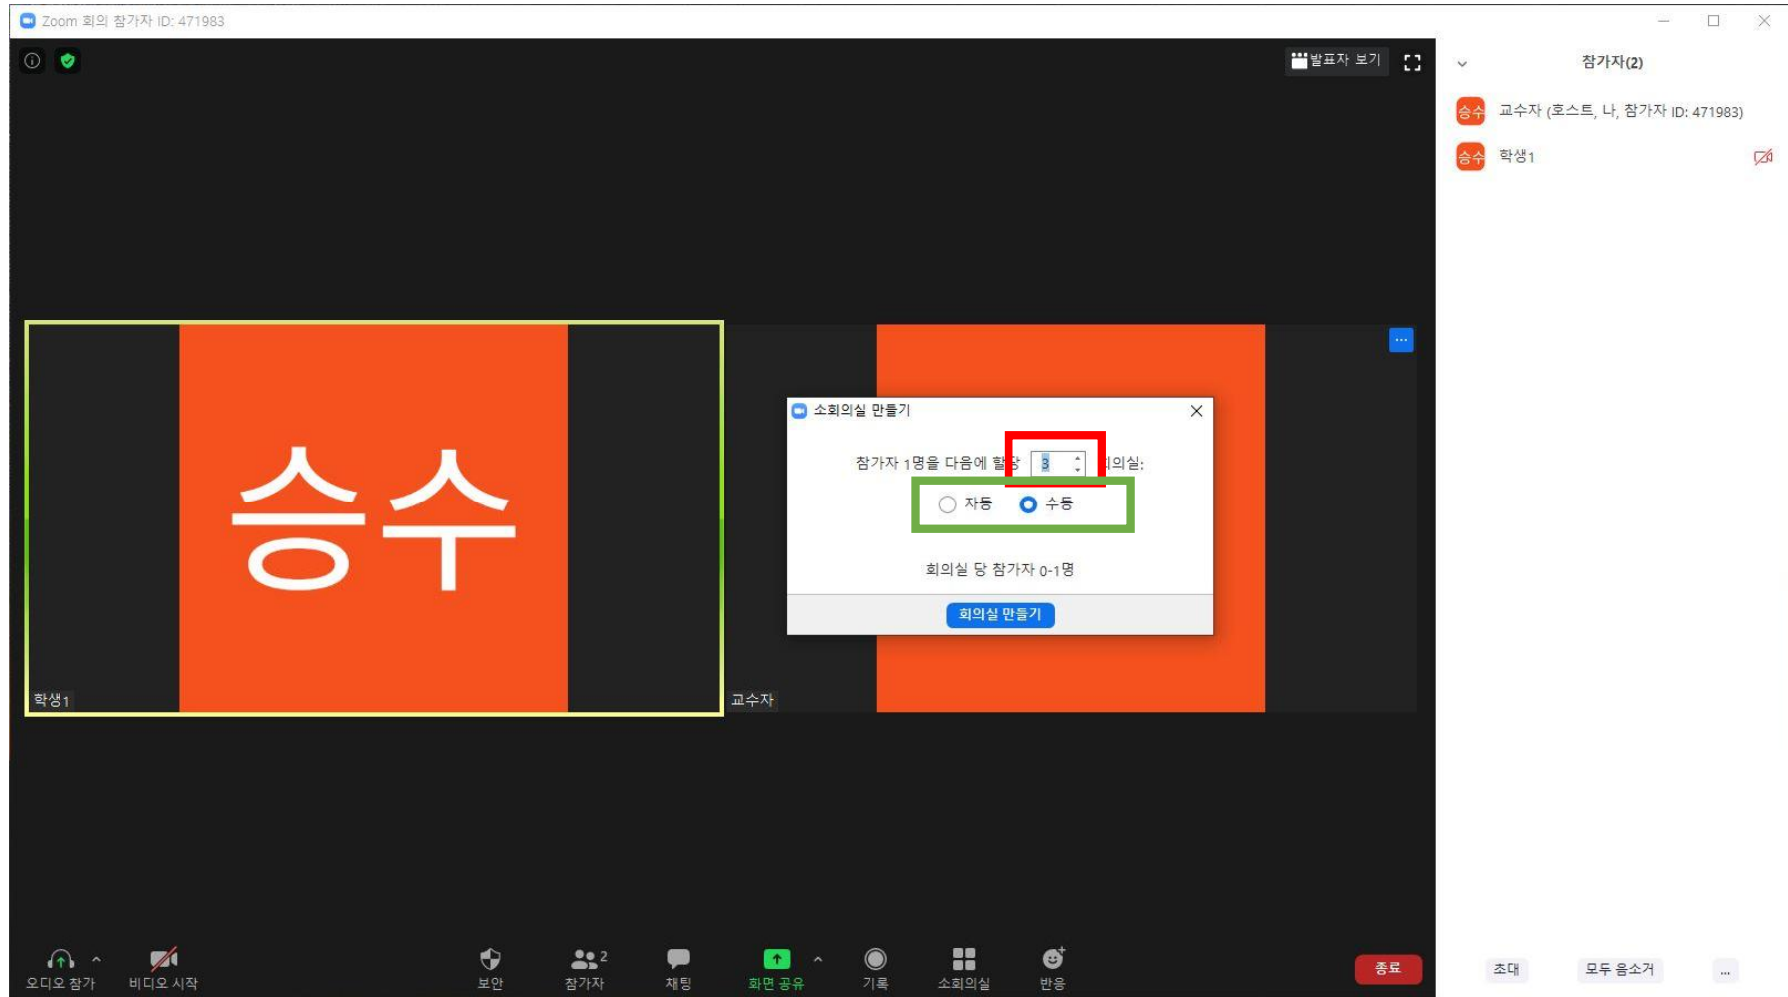 Zoom 회의 참가자 ID: 471983
발표자 보기
참가자(2)
승수 교수자 (호스트, 나, 참가자 ID: 471983)
승수 학생1
승수
학생1
교수자
소회의실 만들기
참가자 1명을 다음에 할당 3 회의실:
자동 수동
회의실 당 참가자 0-1명
회의실 만들기
오디오 참가
비디오 시작
보안
2
참가자
채팅
화면 공유
기록
소회의실
반응
종료
초대
모두 음소거
...